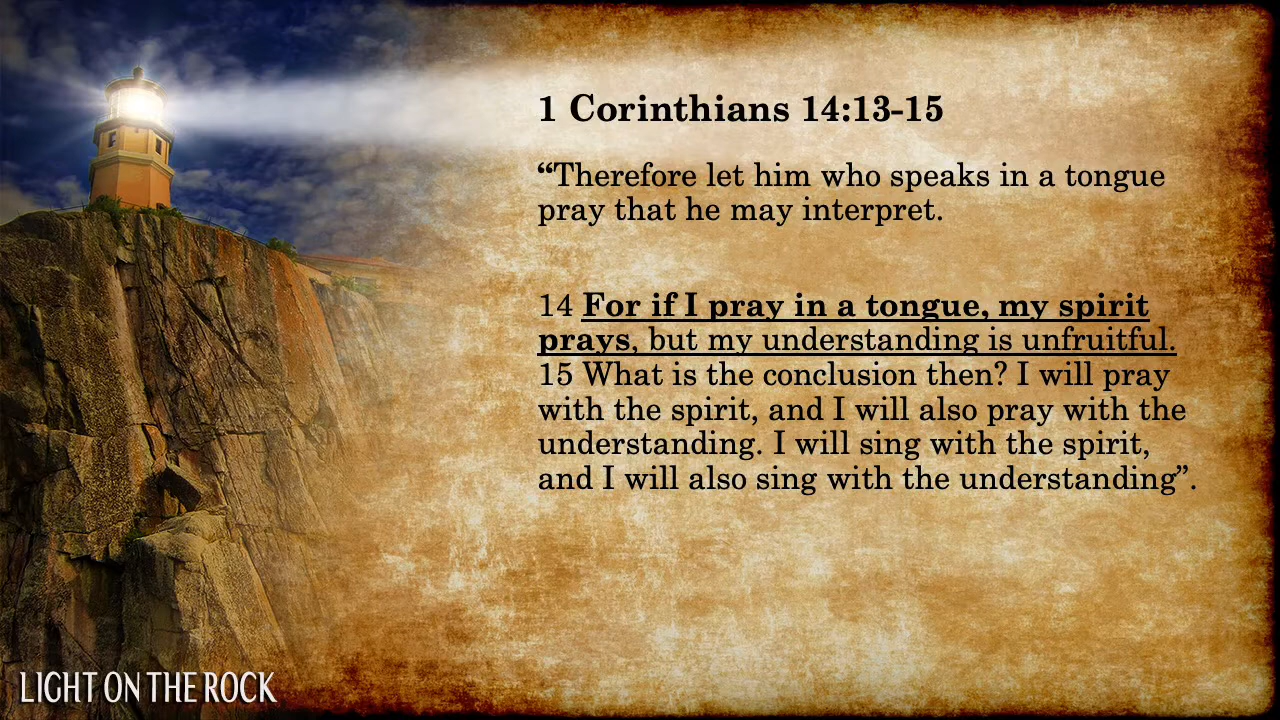 1 Corinthians 14:13-15
“Therefore let him who speaks in a tongue
pray that he may interpret.
14 For if I pray in a tongue, my spirit
prays, but my understanding is unfruitful.
15 What is the conclusion then? I will pray
with the spirit, and I will also pray with the
understanding. I will sing with the spirit,
and I will also sing with the understanding”.
LIGHT ON THE ROCK